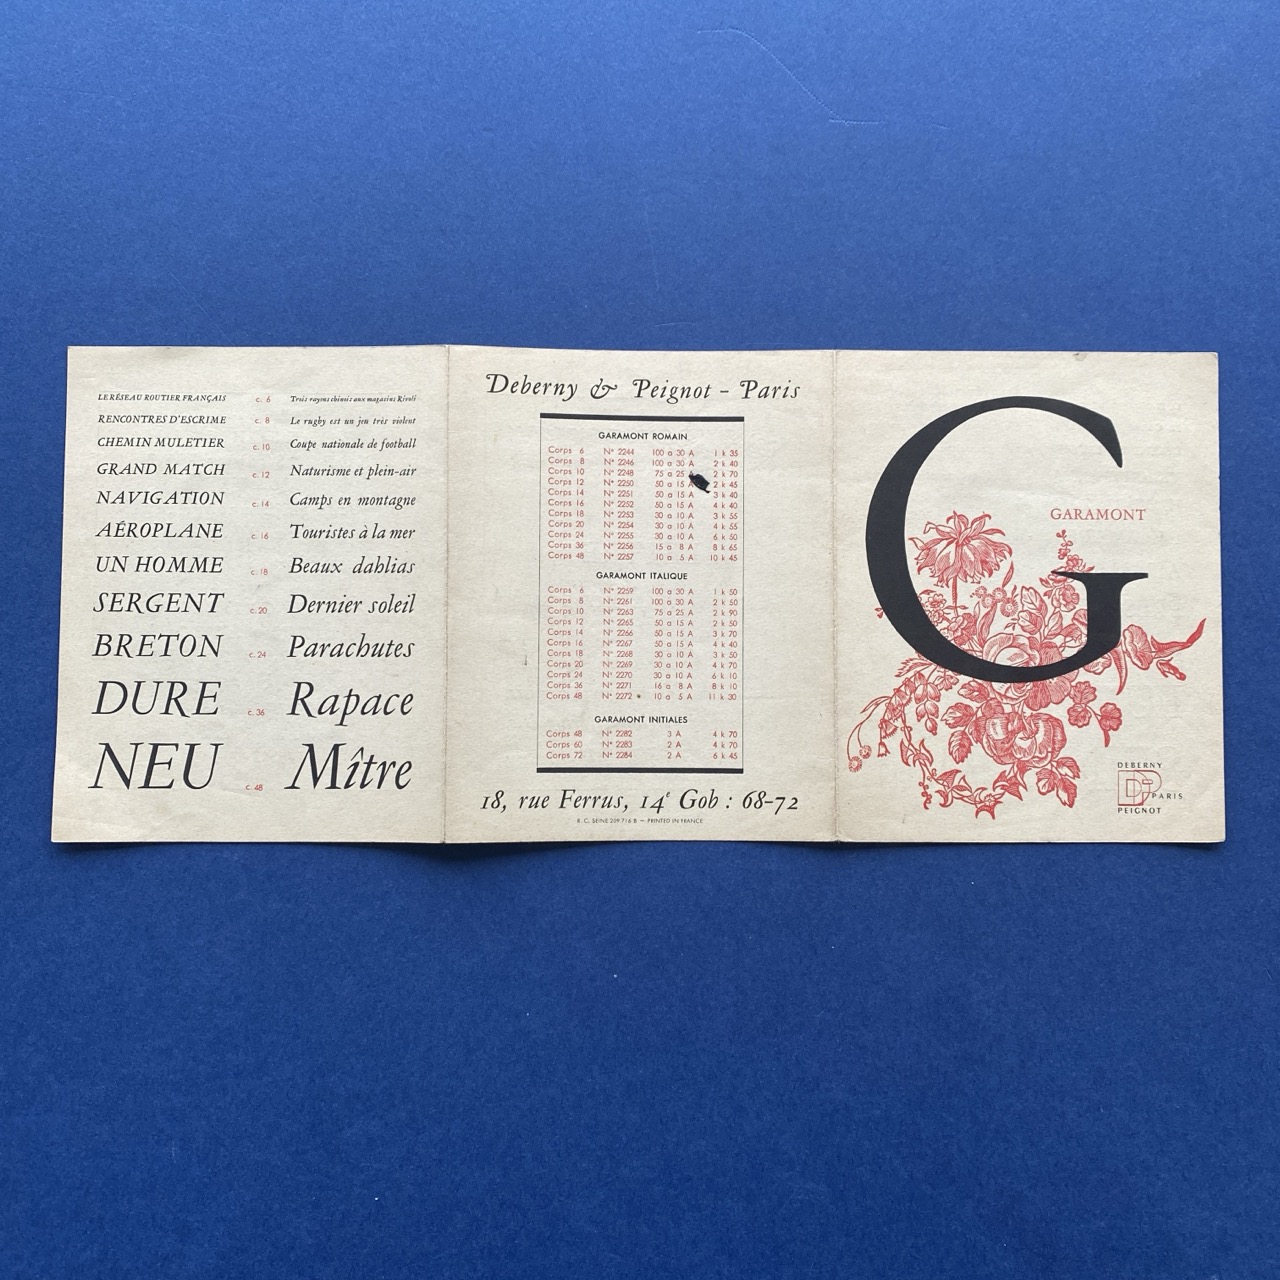 LE RÉSEAU ROUTIER FRANÇAIS c. 6 Trois rayons choisis aux magasins Rivoli
RENCONTRES D'ESCRIME c. 8 Le rugby est un jeu très violent
CHEMIN MULETIER c. 10 Coupe nationale de football
GRAND MATCH c. 12 Naturisme et plein-air
NAVIGATION c. 14 Camps en montagne
AÉROPLANE c. 16 Touristes à la mer
UN HOMME c. 18 Beaux dahlias
SERGENT c. 20 Dernier soleil
BRETON c. 24 Parachutes
DURE c. 36 Rapace
NEU c. 48 Mître
Deberny & Peignot - Paris
GARAMONT ROMAIN
Corps 6 N° 2244 100 a 30 A 1 k 35
Corps 8 N° 2246 100 a 30 A 2 k 40
Corps 10 N° 2248 75 a 25 2 k 70
Corps 12 N° 2250 50 a 15 A 2 k 45
Corps 14 N° 2251 50 a 15 A 3 k 40
Corps 16 N° 2252 50 a 15 A 4 k 40
Corps 18 N° 2253 30 a 10 A 3 k 55
Corps 20 N° 2254 30 a 10 A 4 k 55
Corps 24 N° 2255 30 a 10 A 6 k 50
Corps 36 N° 2256 15 a 8 A 8 k 65
Corps 48 N° 2257 10 a 5 A 10 k 45
GARAMONT ITALIQUE
Corps 6 N° 2259 100 a 30 A 1 k 50
Corps 8 N° 2261 100 a 30 A 2 k 50
Corps 10 N° 2263 75 a 25 A 2 k 90
Corps 12 N° 2265 50 a 15 A 2 k 50
Corps 14 N° 2266 50 a 15 A 3 k 70
Corps 16 N° 2267 50 a 15 A 4 k 40
Corps 18 N° 2268 30 a 10 A 3 k 50
Corps 20 N° 2269 30 a 10 A 4 k 70
Corps 24 N° 2270 30 a 10 A 6 k 10
Corps 36 N° 2271 16 a 8 A 8 k 10
Corps 48 N° 2272 10 a 5 A 11 k 30
GARAMONT INITIALES
Corps 48 N° 2282 3 A 4 k 70
Corps 60 N° 2283 2 A 4 k 70
Corps 72 N° 2284 2 A 6 k 45
18, rue Ferrus, 14e Gob : 68-72
R. C. SEINE 209 716 B — PRINTED IN FRANCE
G
GARAMONT
DEBERNY
DP PARIS
PEIGNOT